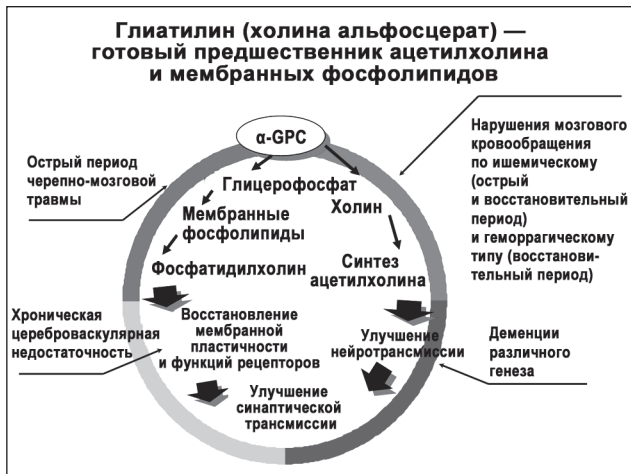 Глиатилин (холина альфосцерат) —
готовый предшественник ацетилхолина
и мембранных фосфолипидов
α-GPC
Острый период
черепно-мозговой
травмы
Нарушения мозгового
кровообращения
по ишемическому
(острый
и восстановительный
период)
и геморрагическому
типу (восстанови-
тельный период)
Глицерофосфат
Холин
Мембранные
фосфолипиды
Фосфатидилхолин
Синтез
ацетилхолина
Хроническая
цереброваскулярная
недостаточность
Восстановление
мембранной
пластичности
и функций рецепторов
Улучшение
нейротрансмиссии
Деменции
различного
генеза
Улучшение
синаптической
трансмиссии